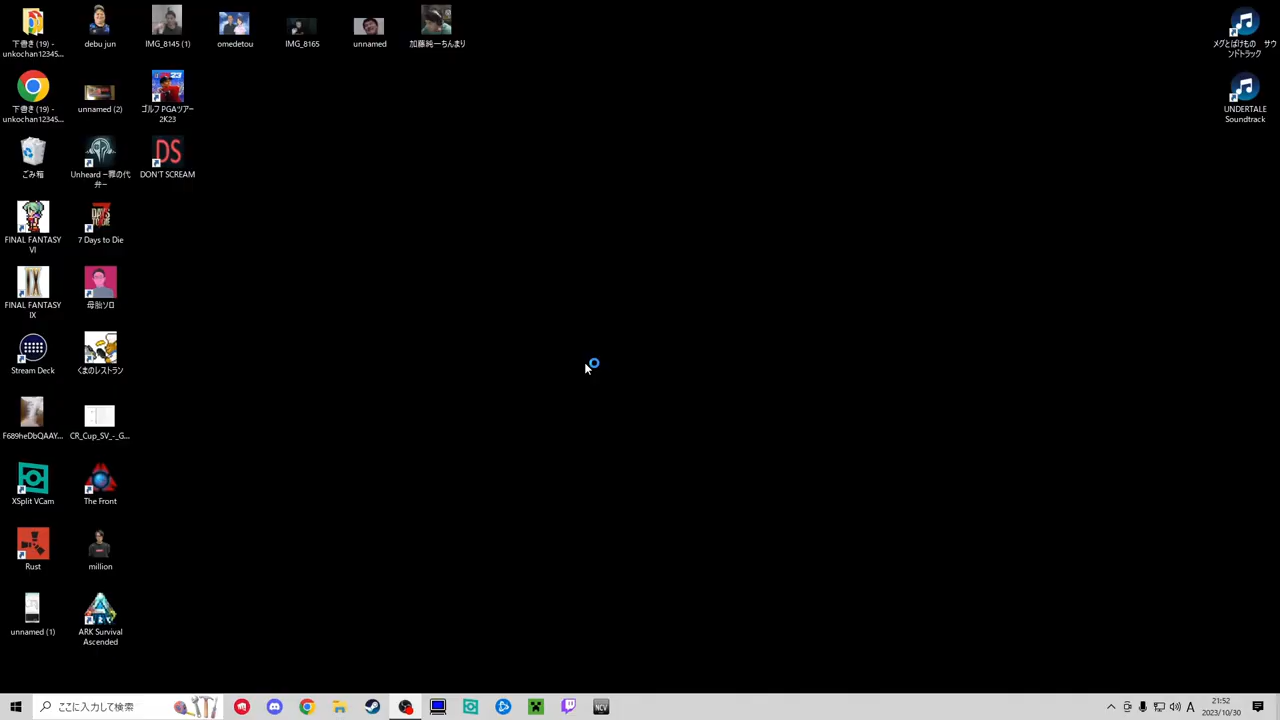 下書き (19) -
unkochan12345...
debu jun
IMG_8145 (1)
omedetou
IMG_8165
unnamed
加藤純一ちんまり
メグとばけもの　サウ
ンドトラック
下書き (19) -
unkochan12345...
unnamed (2)
ゴルフ PGAツアー
2K23
UNDERTALE
Soundtrack
ごみ箱
Unheard －罪の代
弁－
DS
DON'T SCREAM
FINAL FANTASY
VI
7 DAYS TO DIE
7 Days to Die
FINAL FANTASY
IX
母胎ソロ
Stream Deck
くまのレストラン
F689heDbQAAY...
CR_Cup_SV_-_G...
XSplit VCam
The Front
Rust
million
unnamed (1)
ARK Survival
Ascended
ここに入力して検索
NCV
A
21:52
2023/10/30